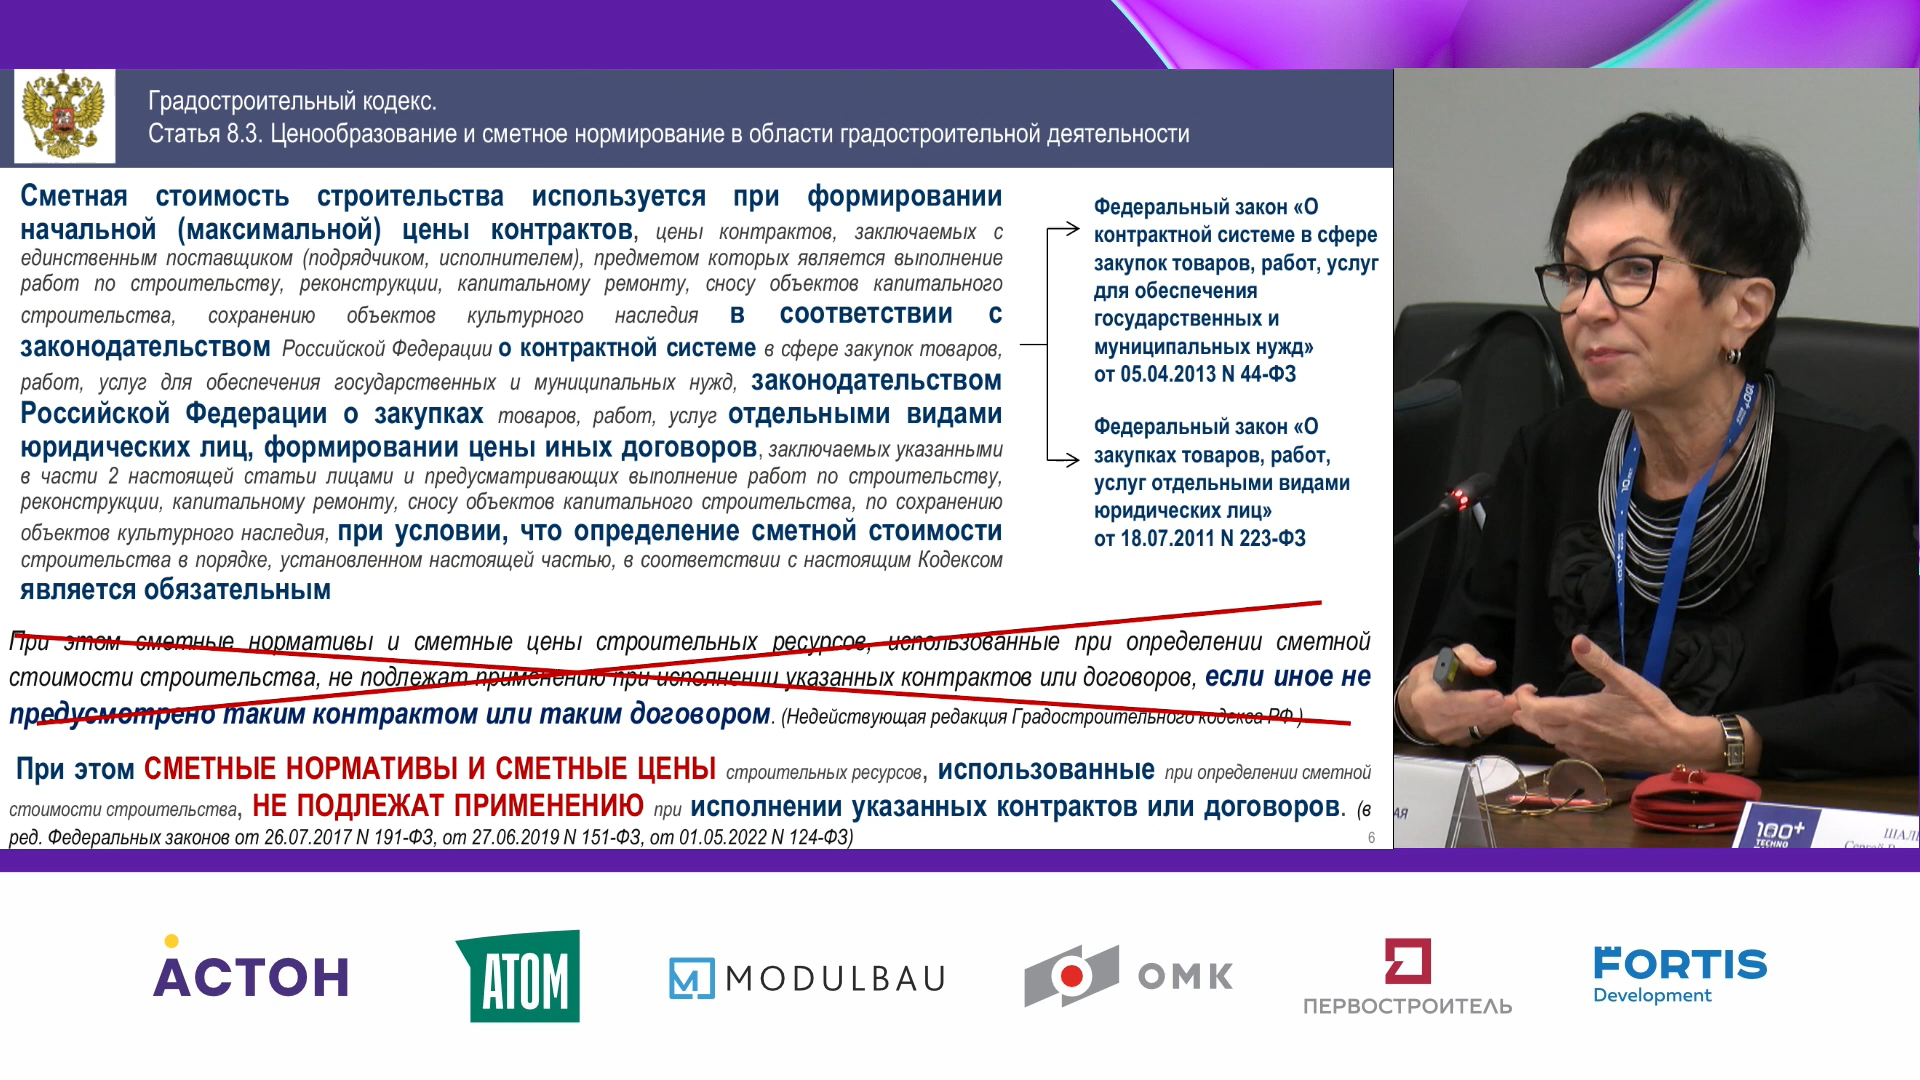 Градостроительный кодекс.
Статья 8.3. Ценообразование и сметное нормирование в области градостроительной деятельности
Сметная стоимость строительства используется при формировании
начальной (максимальной) цены контрактов, цены контрактов, заключаемых с
единственным поставщиком (подрядчиком, исполнителем), предметом которых является выполнение
работ по строительству, реконструкции, капитальному ремонту, сносу объектов капитального
строительства, сохранению объектов культурного наследия в соответствии с
законодательством Российской Федерации о контрактной системе в сфере закупок товаров,
работ, услуг для обеспечения государственных и муниципальных нужд, законодательством
Российской Федерации о закупках товаров, работ, услуг отдельными видами
юридических лиц, формировании цены иных договоров, заключаемых указанными
в части 2 настоящей статьи лицами и предусматривающих выполнение работ по строительству,
реконструкции, капитальному ремонту, сносу объектов капитального строительства, по сохранению
объектов культурного наследия, при условии, что определение сметной стоимости
строительства в порядке, установленном настоящей частью, в соответствии с настоящим Кодексом
является обязательным
Федеральный закон «О
контрактной системе в сфере
закупок товаров, работ, услуг
для обеспечения
государственных и
муниципальных нужд»
от 05.04.2013 N 44-ФЗ
Федеральный закон «О
закупках товаров, работ,
услуг отдельными видами
юридических лиц»
от 18.07.2011 N 223-ФЗ
При этом сметные нормативы и сметные цены строительных ресурсов, использованные при определении сметной
стоимости строительства, не подлежат применению при исполнении указанных контрактов или договоров, если иное не
предусмотрено таким контрактом или таким договором. (Недействующая редакция Градостроительного кодекса РФ.)
При этом СМЕТНЫЕ НОРМАТИВЫ И СМЕТНЫЕ ЦЕНЫ строительных ресурсов, использованные при определении сметной
стоимости строительства, НЕ ПОДЛЕЖАТ ПРИМЕНЕНИЮ при исполнении указанных контрактов или договоров. (в
ред. Федеральных законов от 26.07.2017 N 191-ФЗ, от 27.06.2019 N 151-ФЗ, от 01.05.2022 N 124-ФЗ)
6
100+
TECHNO
АСТОН
АТОМ
MODULBAU
ОМК
ПЕРВОСТРОИТЕЛЬ
FORTIS
Development